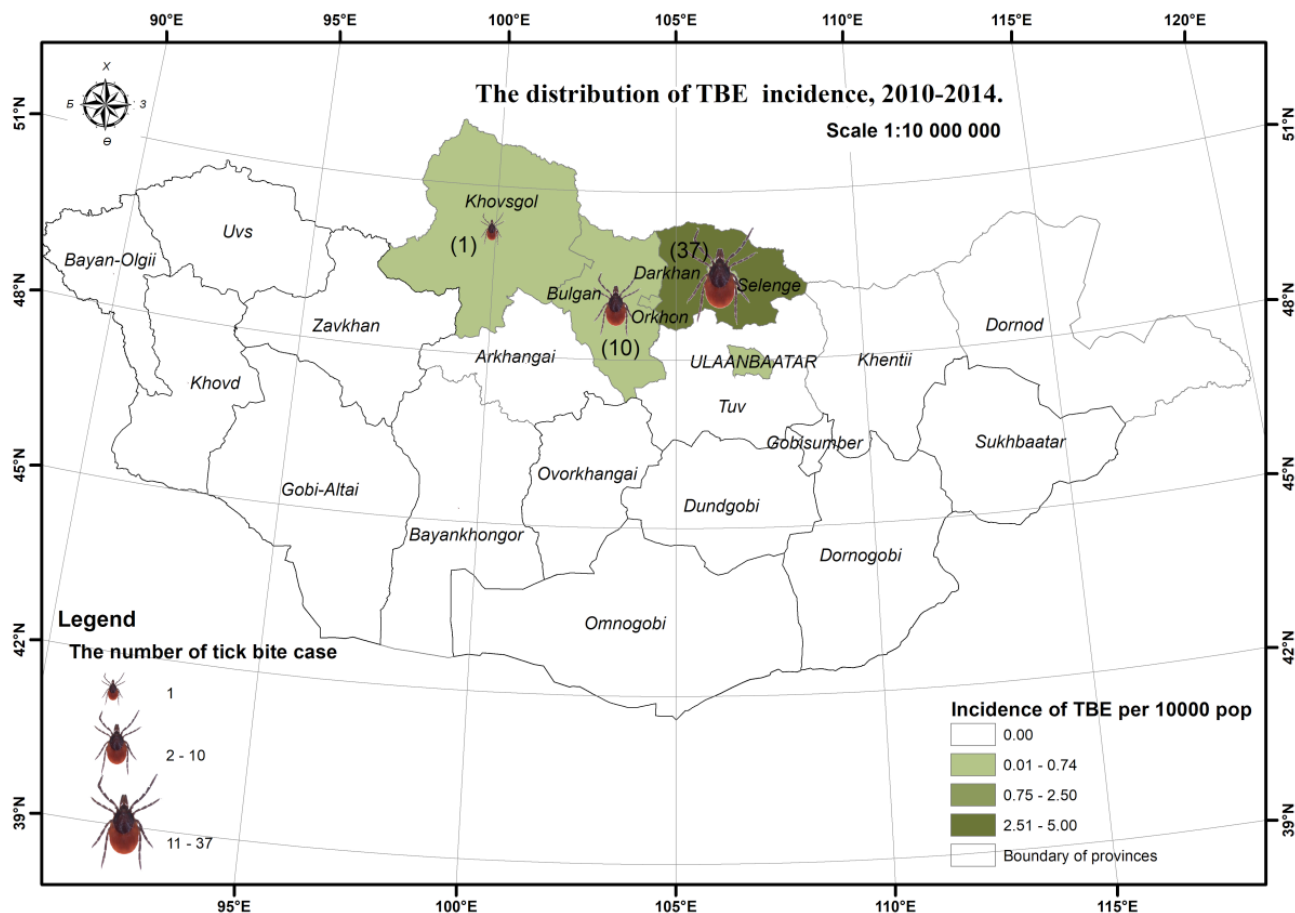 90°E 95°E 100°E 105°E 110°E 115°E 120°E
The distribution of TBE incidence, 2010-2014.
Scale 1:10 000 000
Х
Б З
Ө
51°N 51°N
Khovsgol
(1)
Uvs
Bayan-Olgii
(37)
Darkhan
Selenge
Bulgan
Orkhon
(10)
48°N 48°N
Zavkhan
Dornod
Arkhangai
ULAANBAATAR
Khentii
Khovd
Tuv
Gobisumber
Sukhbaatar
45°N 45°N
Ovorkhangai
Gobi-Altai
Dundgobi
Bayankhongor
Dornogobi
Omnogobi
42°N 42°N
Legend
The number of tick bite case
1
2 - 10
11 - 37
Incidence of TBE per 10000 pop
0.00
0.01 - 0.74
0.75 - 2.50
2.51 - 5.00
Boundary of provinces
39°N 39°N
95°E 100°E 105°E 110°E 115°E